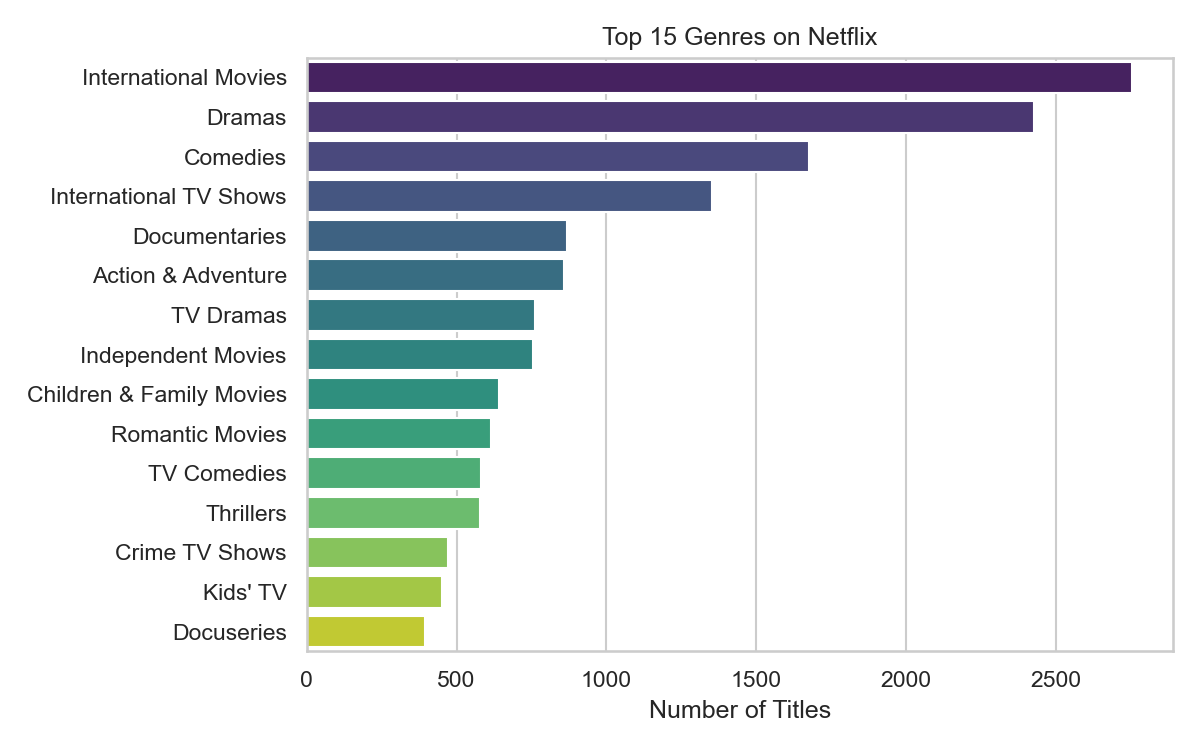 Top 15 Genres on Netflix
International Movies
Dramas
Comedies
International TV Shows
Documentaries
Action & Adventure
TV Dramas
Independent Movies
Children & Family Movies
Romantic Movies
TV Comedies
Thrillers
Crime TV Shows
Kids' TV
Docuseries
0 500 1000 1500 2000 2500
Number of Titles